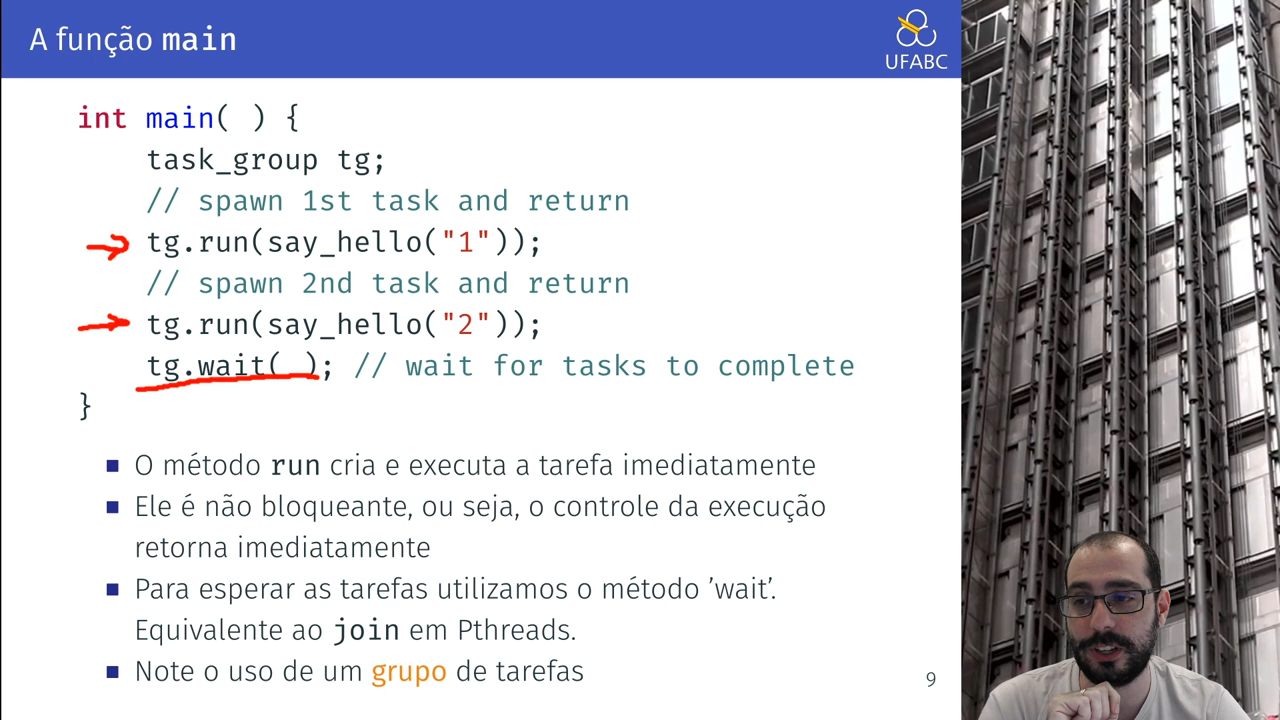 A função main
UFABC
int main( ) {
task_group tg;
// spawn 1st task and return
tg.run(say_hello("1"));
// spawn 2nd task and return
tg.run(say_hello("2"));
tg.wait( ); // wait for tasks to complete
}
■ O método run cria e executa a tarefa imediatamente
■ Ele é não bloqueante, ou seja, o controle da execução
retorna imediatamente
■ Para esperar as tarefas utilizamos o método ’wait’.
Equivalente ao join em Pthreads.
■ Note o uso de um grupo de tarefas
9